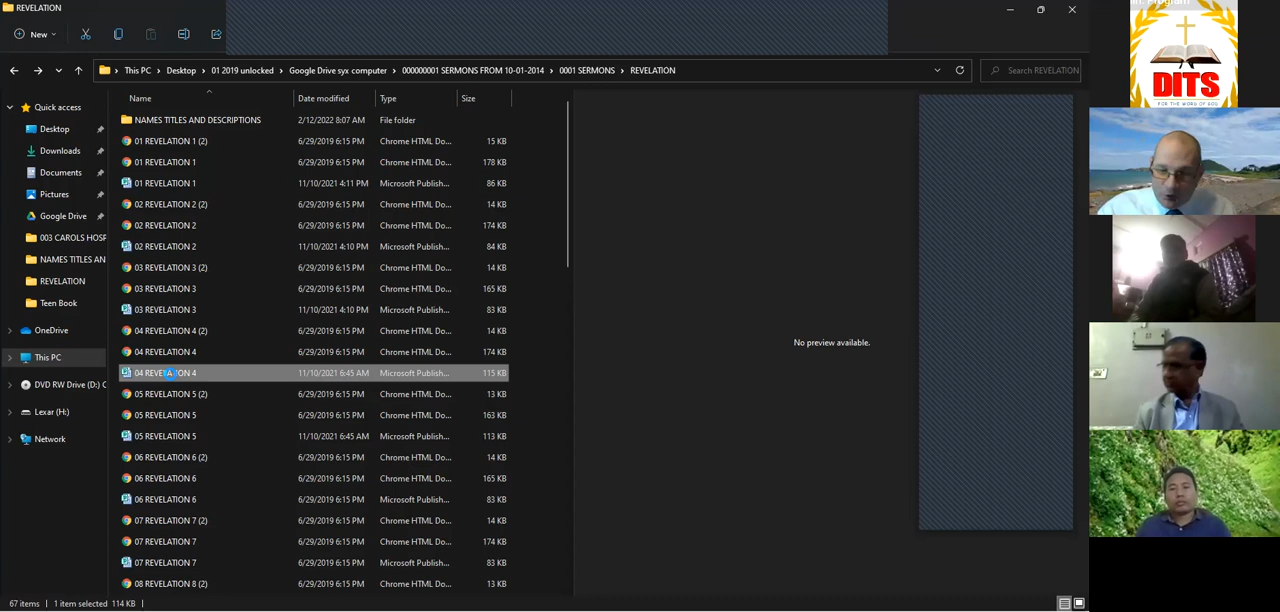 REVELATION
in. Program
New
This PC > Desktop > 01 2019 unlocked > Google Drive syx computer > 000000001 SERMONS FROM 10-01-2014 > 0001 SERMONS > REVELATION
Search REVELATION
Name Date modified Type Size
Quick access
Desktop
Downloads
Documents
Pictures
Google Drive
003 CAROLS HOSP
NAMES TITLES AN
REVELATION
Teen Book
OneDrive
This PC
DVD RW Drive (D:) C
Lexar (H:)
Network
NAMES TITLES AND DESCRIPTIONS 2/12/2022 8:07 AM File folder
01 REVELATION 1 (2) 6/29/2019 6:15 PM Chrome HTML Do... 15 KB
01 REVELATION 1 6/29/2019 6:15 PM Chrome HTML Do... 178 KB
01 REVELATION 1 11/10/2021 4:11 PM Microsoft Publish... 86 KB
02 REVELATION 2 (2) 6/29/2019 6:15 PM Chrome HTML Do... 14 KB
02 REVELATION 2 6/29/2019 6:15 PM Chrome HTML Do... 174 KB
02 REVELATION 2 11/10/2021 4:10 PM Microsoft Publish... 84 KB
03 REVELATION 3 (2) 6/29/2019 6:15 PM Chrome HTML Do... 14 KB
03 REVELATION 3 6/29/2019 6:15 PM Chrome HTML Do... 165 KB
03 REVELATION 3 11/10/2021 4:10 PM Microsoft Publish... 83 KB
04 REVELATION 4 (2) 6/29/2019 6:15 PM Chrome HTML Do... 14 KB
04 REVELATION 4 6/29/2019 6:15 PM Chrome HTML Do... 174 KB
04 REVELATION 4 11/10/2021 6:45 AM Microsoft Publish... 115 KB
05 REVELATION 5 (2) 6/29/2019 6:15 PM Chrome HTML Do... 13 KB
05 REVELATION 5 6/29/2019 6:15 PM Chrome HTML Do... 163 KB
05 REVELATION 5 11/10/2021 6:45 AM Microsoft Publish... 113 KB
06 REVELATION 6 (2) 6/29/2019 6:15 PM Chrome HTML Do... 14 KB
06 REVELATION 6 6/29/2019 6:15 PM Chrome HTML Do... 165 KB
06 REVELATION 6 6/29/2019 6:15 PM Microsoft Publish... 83 KB
07 REVELATION 7 (2) 6/29/2019 6:15 PM Chrome HTML Do... 14 KB
07 REVELATION 7 6/29/2019 6:15 PM Chrome HTML Do... 174 KB
07 REVELATION 7 6/29/2019 6:15 PM Microsoft Publish... 83 KB
08 REVELATION 8 (2) 6/29/2019 6:15 PM Chrome HTML Do... 13 KB
No preview available.
67 items 1 item selected 114 KB
DITS
FOR THE WORD OF GOD